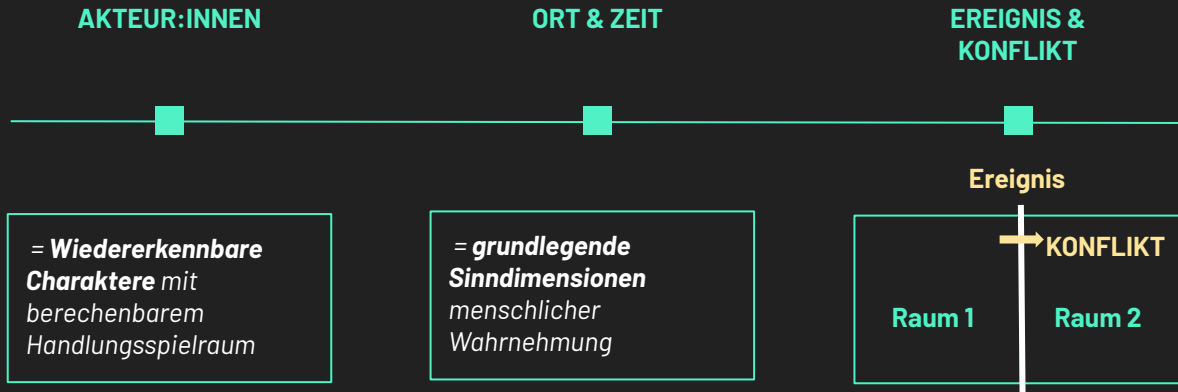 AKTEUR:INNEN
ORT & ZEIT
EREIGNIS &
KONFLIKT
= Wiedererkennbare
Charaktere mit
berechenbarem
Handlungsspielraum
= grundlegende
Sinndimensionen
menschlicher
Wahrnehmung
Ereignis
KONFLIKT
Raum 1
Raum 2